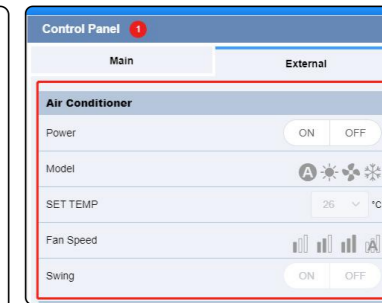 Control Panel 1
Main External
Air Conditioner
Power ON OFF
Model A
SET TEMP 26 °C
Fan Speed A
Swing ON OFF